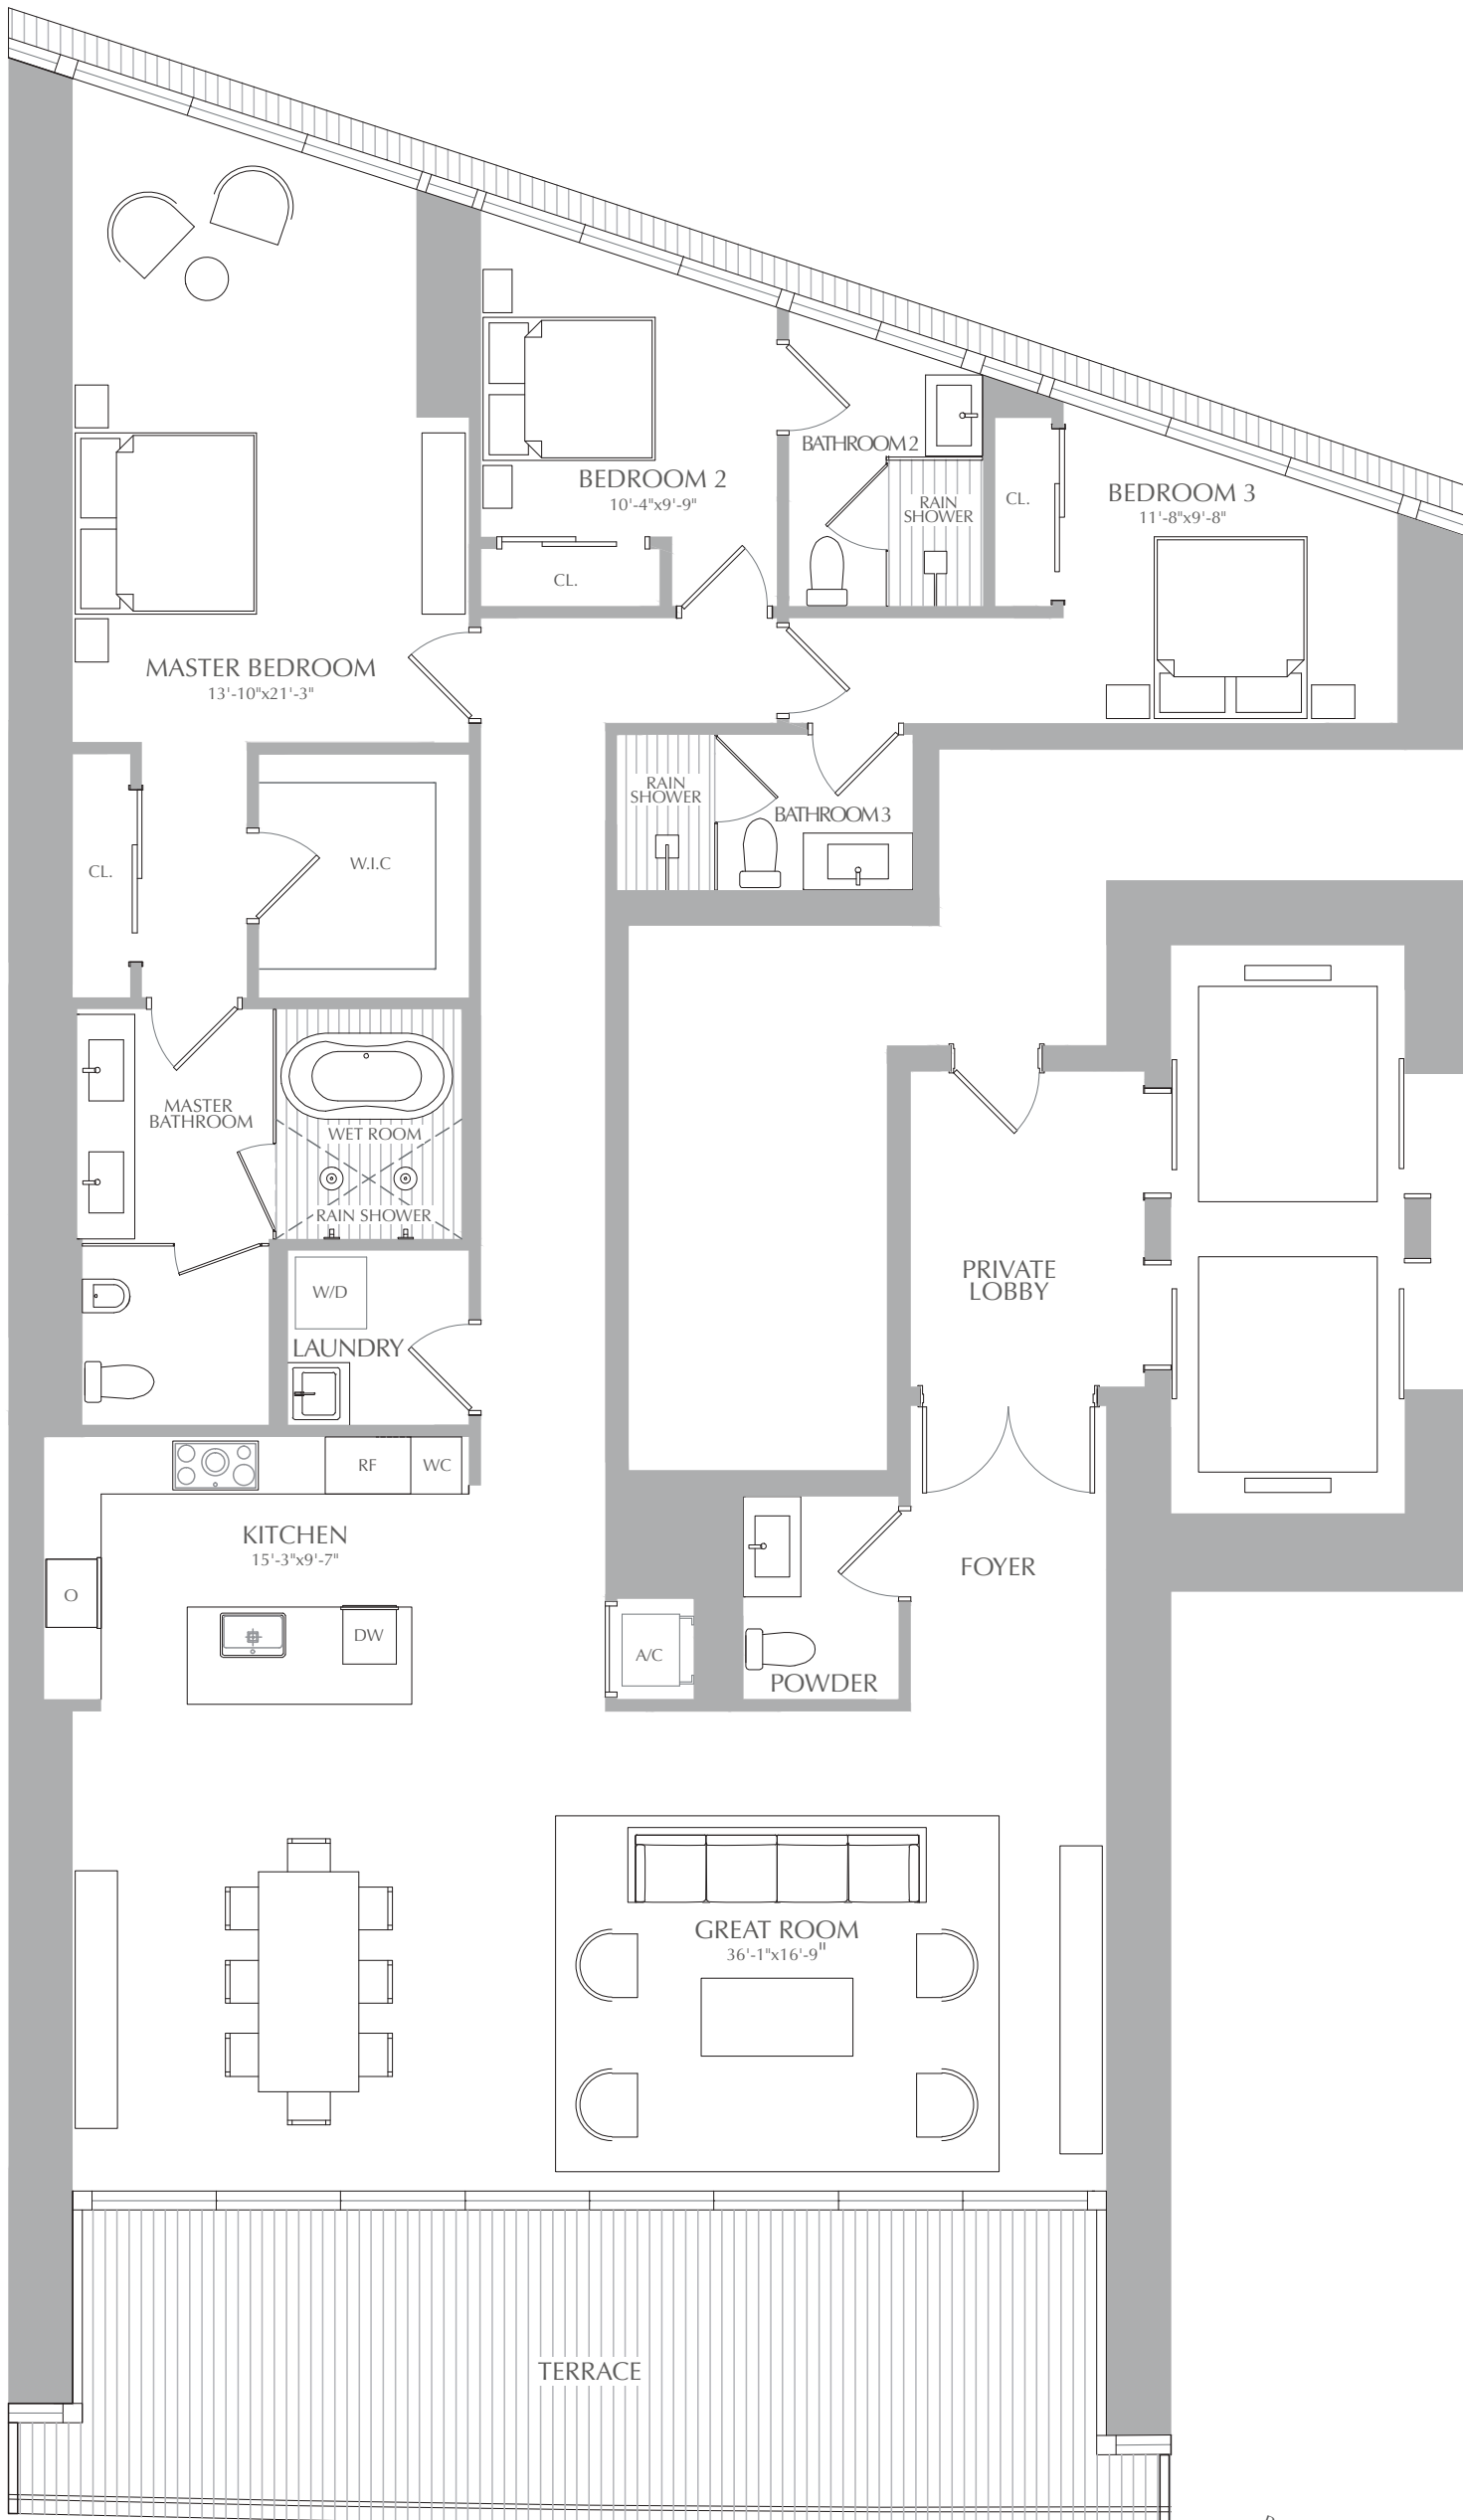 BATHROOM 2
BEDROOM 2
10'-4"x9'-9"
RAIN
SHOWER
CL.
BEDROOM 3
11'-8"x9'-8"
CL.
MASTER BEDROOM
13'-10"x21'-3"
RAIN
SHOWER
BATHROOM 3
CL.
W.I.C
MASTER
BATHROOM
WET ROOM
RAIN SHOWER
PRIVATE
LOBBY
W/D
LAUNDRY
RF
WC
KITCHEN
15'-3"x9'-7"
FOYER
O
DW
A/C
POWDER
GREAT ROOM
36'-1"x16'-9"
TERRACE